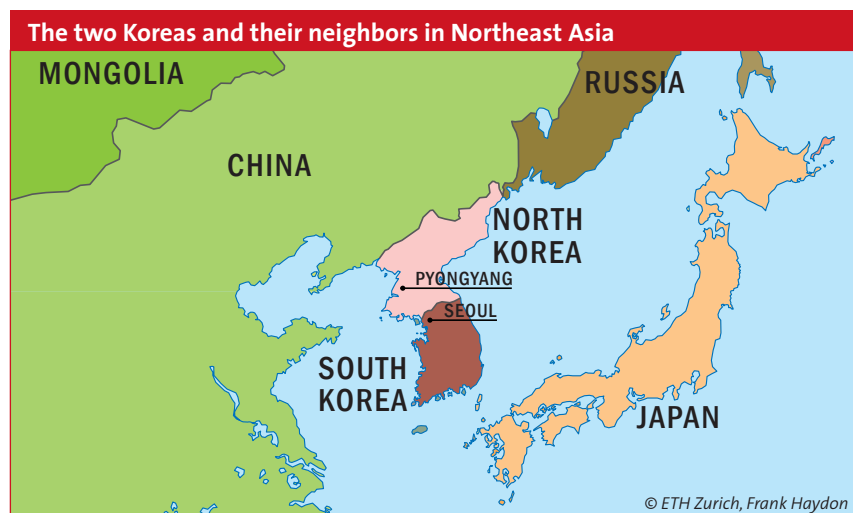 The two Koreas and their neighbors in Northeast Asia
MONGOLIA
RUSSIA
CHINA
NORTH
KOREA
PYONGYANG
SEOUL
SOUTH
KOREA
JAPAN
© ETH Zurich, Frank Haydon